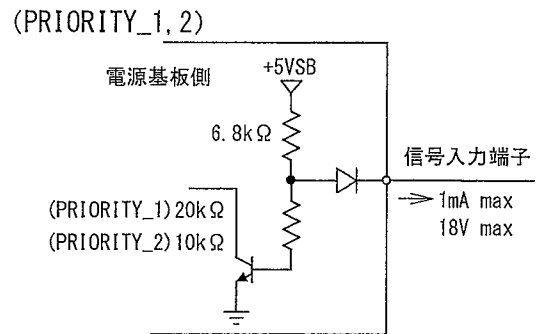 (PRIORITY_1, 2)
電源基板側
+5VSB
6.8kΩ
信号入力端子
1mA max
18V max
(PRIORITY_1)20kΩ
(PRIORITY_2)10kΩ